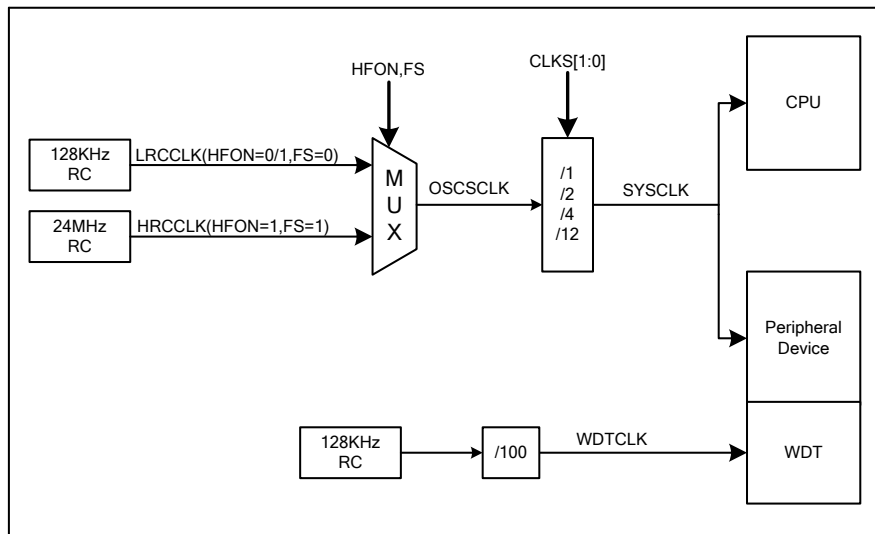 HFON,FS
CLKS[1:0]
CPU
128KHz
RC
LRCCLK(HFON=0/1,FS=0)
24MHz
RC
HRCCLK(HFON=1,FS=1)
M
U
X
OSCSCLK
/1
/2
/4
/12
SYSCLK
Peripheral
Device
128KHz
RC
/100
WDTCLK
WDT